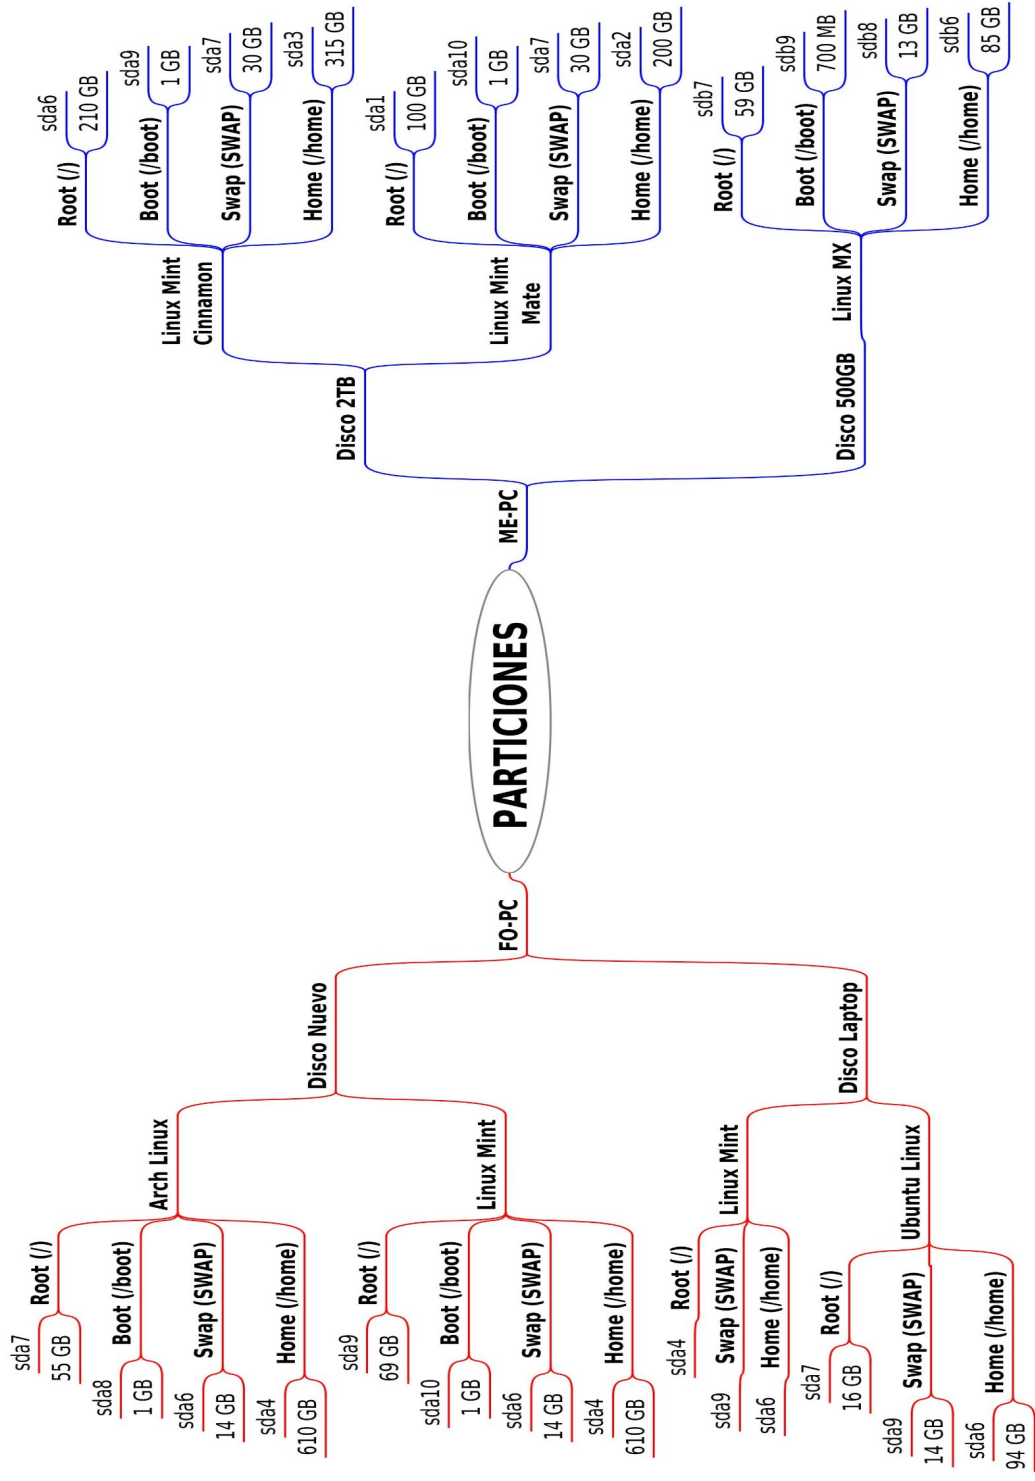 PARTICIONES
FO-PC
Disco Nuevo
Arch Linux
Root (/)
sda7
55 GB
Boot (/boot)
sda8
1 GB
Swap (SWAP)
sda6
14 GB
Home (/home)
sda4
610 GB
Linux Mint
Root (/)
sda9
69 GB
Boot (/boot)
sda10
1 GB
Swap (SWAP)
sda6
14 GB
Home (/home)
sda4
610 GB
Disco Laptop
Linux Mint
Root (/)
sda4
Swap (SWAP)
sda9
Home (/home)
sda6
Ubuntu Linux
Root (/)
sda7
16 GB
Swap (SWAP)
sda9
14 GB
Home (/home)
sda6
94 GB
ME-PC
Disco 2TB
Linux Mint
Cinnamon
Root (/)
sda6
210 GB
Boot (/boot)
sda9
1 GB
Swap (SWAP)
sda7
30 GB
Home (/home)
sda3
315 GB
Linux Mint
Mate
Root (/)
sda1
100 GB
Boot (/boot)
sda10
1 GB
Swap (SWAP)
sda7
30 GB
Home (/home)
sda2
200 GB
Disco 500GB
Linux MX
Root (/)
sdb7
59 GB
Boot (/boot)
sdb9
700 MB
Swap (SWAP)
sdb8
13 GB
Home (/home)
sdb6
85 GB